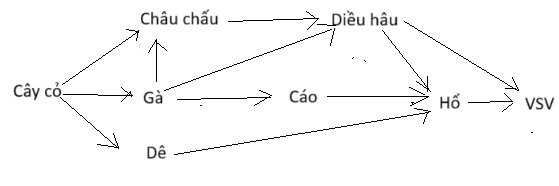 Châu chấu Diều hâu
Cây cỏ Gà Cáo Hổ VSV
Dê